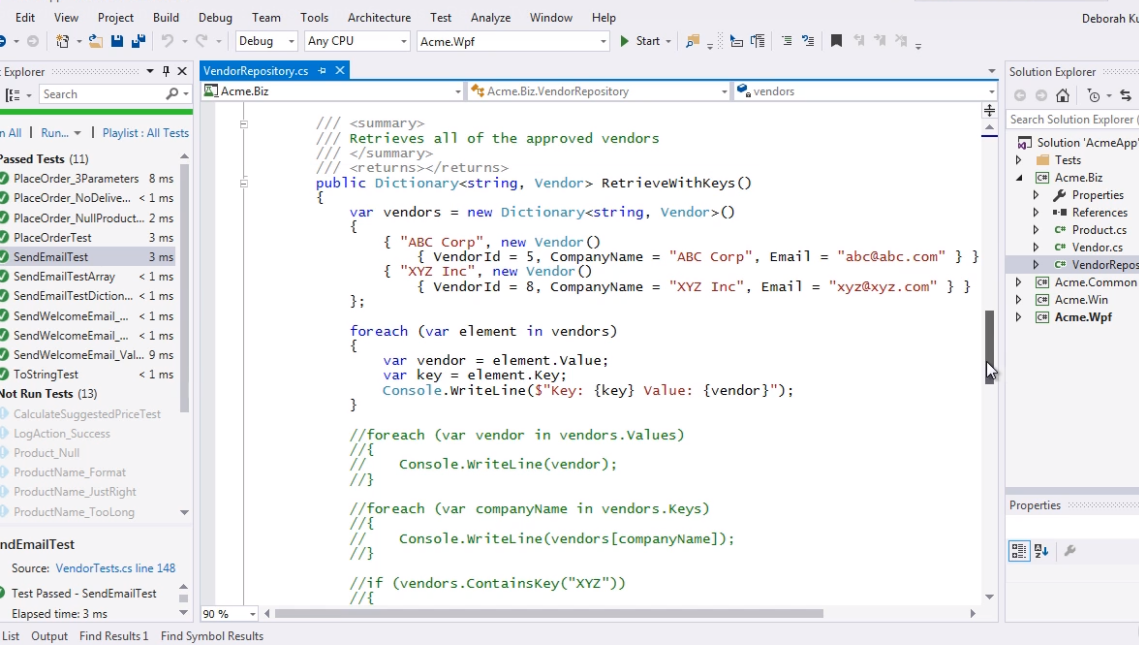 Edit View Project Build Debug Team Tools Architecture Test Analyze Window Help
Deborah Ku
Debug Any CPU Acme.Wpf Start
Explorer
Search
n All Run... Playlist : All Tests
Passed Tests (11)
PlaceOrder_3Parameters 8 ms
PlaceOrder_NoDelive... < 1 ms
PlaceOrder_NullProduct... 2 ms
PlaceOrderTest 3 ms
SendEmailTest 3 ms
SendEmailTestArray < 1 ms
SendEmailTestDiction... < 1 ms
SendWelcomeEmail_... < 1 ms
SendWelcomeEmail_... < 1 ms
SendWelcomeEmail_Val... 9 ms
ToStringTest < 1 ms
Not Run Tests (13)
CalculateSuggestedPriceTest
LogAction_Success
Product_Null
ProductName_Format
ProductName_JustRight
ProductName_TooLong
ndEmailTest
Source: VendorTests.cs line 148
Test Passed - SendEmailTest
Elapsed time: 3 ms
VendorRepository.cs
Acme.Biz Acme.Biz.VendorRepository vendors
/// <summary>
/// Retrieves all of the approved vendors
/// </summary>
/// <returns></returns>
public Dictionary<string, Vendor> RetrieveWithKeys()
{
var vendors = new Dictionary<string, Vendor>()
{
{ "ABC Corp", new Vendor()
{ VendorId = 5, CompanyName = "ABC Corp", Email = "abc@abc.com" } }
{ "XYZ Inc", new Vendor()
{ VendorId = 8, CompanyName = "XYZ Inc", Email = "xyz@xyz.com" } }
};
foreach (var element in vendors)
{
var vendor = element.Value;
var key = element.Key;
Console.WriteLine($"Key: {key} Value: {vendor}");
}
//foreach (var vendor in vendors.Values)
//{
// Console.WriteLine(vendor);
//}
//foreach (var companyName in vendors.Keys)
//{
// Console.WriteLine(vendors[companyName]);
//}
//if (vendors.ContainsKey("XYZ"))
//{
90 %
Solution Explorer
Search Solution Explorer (
Solution 'AcmeApp'
Tests
Acme.Biz
Properties
References
Product.cs
Vendor.cs
VendorRepos
Acme.Common
Acme.Win
Acme.Wpf
Properties
List Output Find Results 1 Find Symbol Results